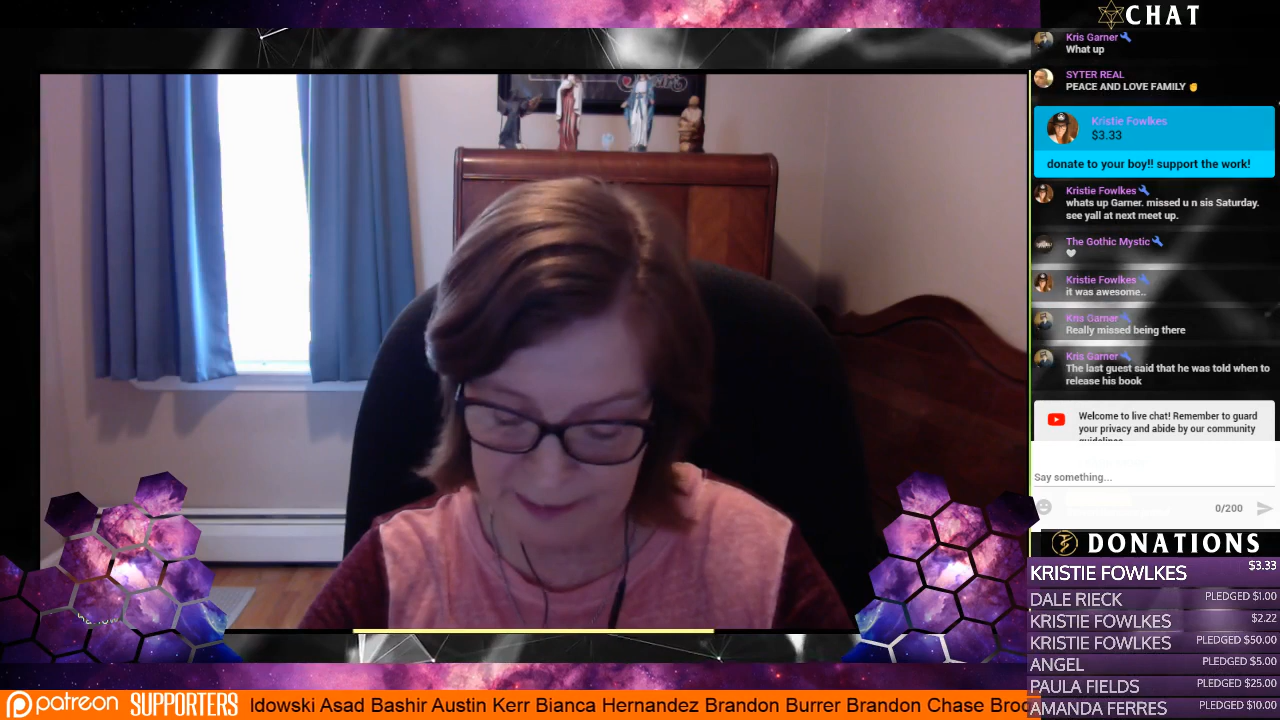 CHAT
Kris Garner
What up
SYTER REAL
PEACE AND LOVE FAMILY
Kristie Fowlkes
$3.33
donate to your boy!! support the work!
Kristie Fowlkes
whats up Garner. missed u n sis Saturday.
see yall at next meet up.
The Gothic Mystic
Kristie Fowlkes
it was awesome..
Kris Garner
Really missed being there
Kris Garner
The last guest said that he was told when to
release his book
Welcome to live chat! Remember to guard
your privacy and abide by our community
guidelines
Say something...
0/200
DONATIONS
KRISTIE FOWLKES $3.33
DALE RIECK PLEDGED $1.00
KRISTIE FOWLKES $2.22
KRISTIE FOWLKES PLEDGED $50.00
ANGEL PLEDGED $5.00
PAULA FIELDS PLEDGED $25.00
AMANDA FERRES PLEDGED $10.00
patreon SUPPORTERS Idowski Asad Bashir Austin Kerr Bianca Hernandez Brandon Burrer Brandon Chase Broc